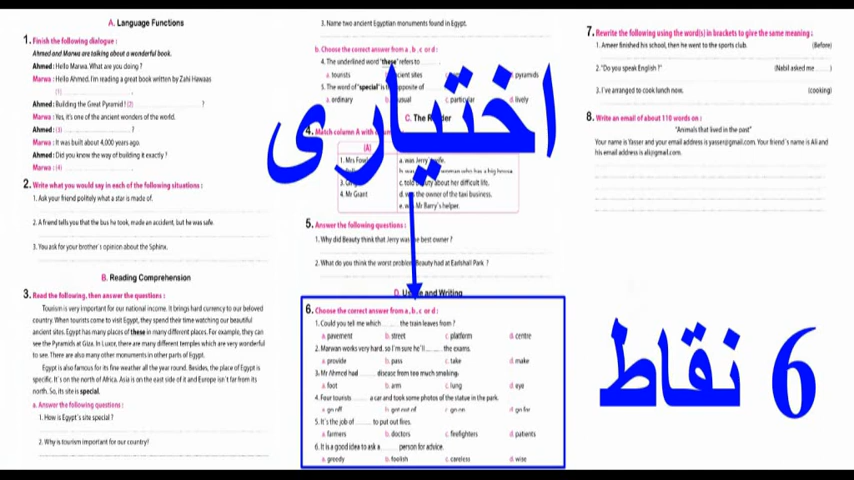 A. Language Functions
1. Finish the following dialogue :
Ahmed and Marwa are talking about a wonderful book.
Ahmed : Hello Marwa. What are you doing ?
Marwa : Hello Ahmed. I'm reading a great book written by Zahi Hawaas
(1)
Ahmed : Building the Great Pyramid ! (2) ?
Marwa : Yes, it's one of the ancient wonders of the world.
Ahmed : (3) ?
Marwa : It was built about 4,000 years ago.
Ahmed : Did you know the way of building it exactly ?
Marwa : (4)
2. Write what you would say in each of the following situations :
1. Ask your friend politely what a star is made of.
2. A friend tells you that the bus he took, made an accident, but he was safe.
3. You ask for your brother's opinion about the Sphinx.
B. Reading Comprehension
3. Read the following, then answer the questions :
Tourism is very important for our national income. It brings hard currency to our beloved
country. When tourists come to visit Egypt, they spend their time watching our beautiful
ancient sites. Egypt has many places of these in many different places. For example, they can
see the Pyramids at Giza. In Luxor, there are many different temples which are very wonderful
to see. There are also many other monuments in other parts of Egypt.
Egypt is also famous for its fine weather all the year round. Besides, the place of Egypt is
specific. It's on the north of Africa. Asia is on the east side of it and Europe isn't far from its
north. So, its site is special.
a. Answer the following questions :
1. How is Egypt's site special ?
2. Why is tourism important for our country?
3. Name two ancient Egyptian monuments found in Egypt.
b. Choose the correct answer from a , b , c or d :
4. The underlined word "these" refers to
a. tourists ancient sites pyramids
5. The word of "special" is opposite of
a. ordinary usual c. particular d. lively
C. The Reader
4. Match column A with
(A)
1. Mrs a. was Jerry's wife.
woman who has a big house.
c. told about her difficult life.
4. Mr Grant d. the owner of the taxi business.
e. Mr Barry's helper.
5. Answer the following questions :
1. Why did Beauty think that Jerry was the best owner ?
2. What do you think the worst problem Beauty had at Earlshall Park ?
D. Usage and Writing
6. Choose the correct answer from a , b , c or d :
1. Could you tell me which the train leaves from ?
a. pavement b. street c. platform d. centre
2. Marwan works very hard, so I'm sure he'll the exams.
a. provide b. pass c. take d. make
3. Mr Ahmed had disease from too much smoking.
a. foot b. arm c. lung d. eye
4. Four tourists a car and took some photos of the statue in the park.
a. go off b. got out of c. go on d. go for
5. It's the job of to put out fires.
a. farmers b. doctors c. firefighters d. patients
6. It is a good idea to ask a person for advice.
a. greedy b. foolish c. careless d. wise
7. Rewrite the following using the word(s) in brackets to give the same meaning :
1. Ameer finished his school, then he went to the sports club. (Before)
2. "Do you speak English ?" (Nabil asked me )
3. I've arranged to cook lunch now. (cooking)
8. Write an email of about 110 words on :
"Animals that lived in the past"
Your name is Yasser and your email address is yasser@gmail.com. Your friend's name is Ali and
his email address is ali@gmail.com.
اختيارى
6 نقاط